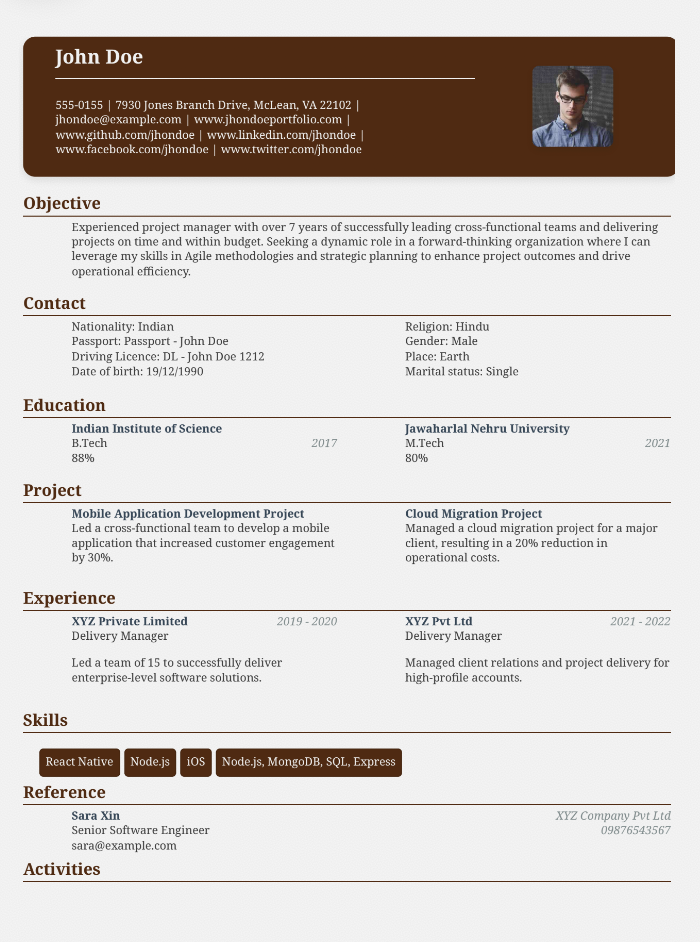 John Doe
555-0155 | 7930 Jones Branch Drive, McLean, VA 22102 |
jhondoe@example.com | www.jhondoeportfolio.com |
www.github.com/jhondoe | www.linkedin.com/jhondoe |
www.facebook.com/jhondoe | www.twitter.com/jhondoe
Objective
Experienced project manager with over 7 years of successfully leading cross-functional teams and delivering
projects on time and within budget. Seeking a dynamic role in a forward-thinking organization where I can
leverage my skills in Agile methodologies and strategic planning to enhance project outcomes and drive
operational efficiency.
Contact
Nationality: Indian
Passport: Passport - John Doe
Driving Licence: DL - John Doe 1212
Date of birth: 19/12/1990
Religion: Hindu
Gender: Male
Place: Earth
Marital status: Single
Education
Indian Institute of Science
B.Tech 2017
88%
Jawaharlal Nehru University
M.Tech 2021
80%
Project
Mobile Application Development Project
Led a cross-functional team to develop a mobile
application that increased customer engagement
by 30%.
Cloud Migration Project
Managed a cloud migration project for a major
client, resulting in a 20% reduction in
operational costs.
Experience
XYZ Private Limited 2019 - 2020
Delivery Manager
Led a team of 15 to successfully deliver
enterprise-level software solutions.
XYZ Pvt Ltd 2021 - 2022
Delivery Manager
Managed client relations and project delivery for
high-profile accounts.
Skills
React Native Node.js iOS Node.js, MongoDB, SQL, Express
Reference
Sara Xin XYZ Company Pvt Ltd
Senior Software Engineer 09876543567
sara@example.com
Activities